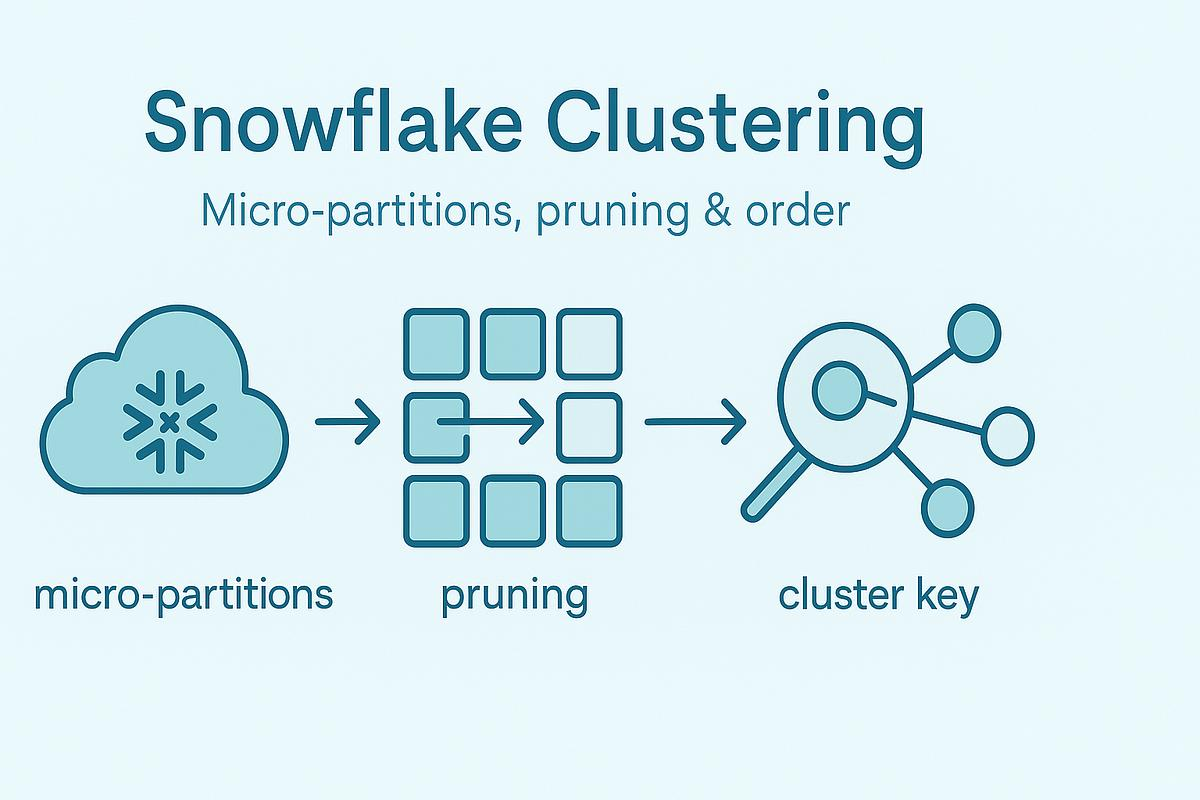 Snowflake Clustering
Micro-partitions, pruning & order
micro-partitions
pruning
cluster key